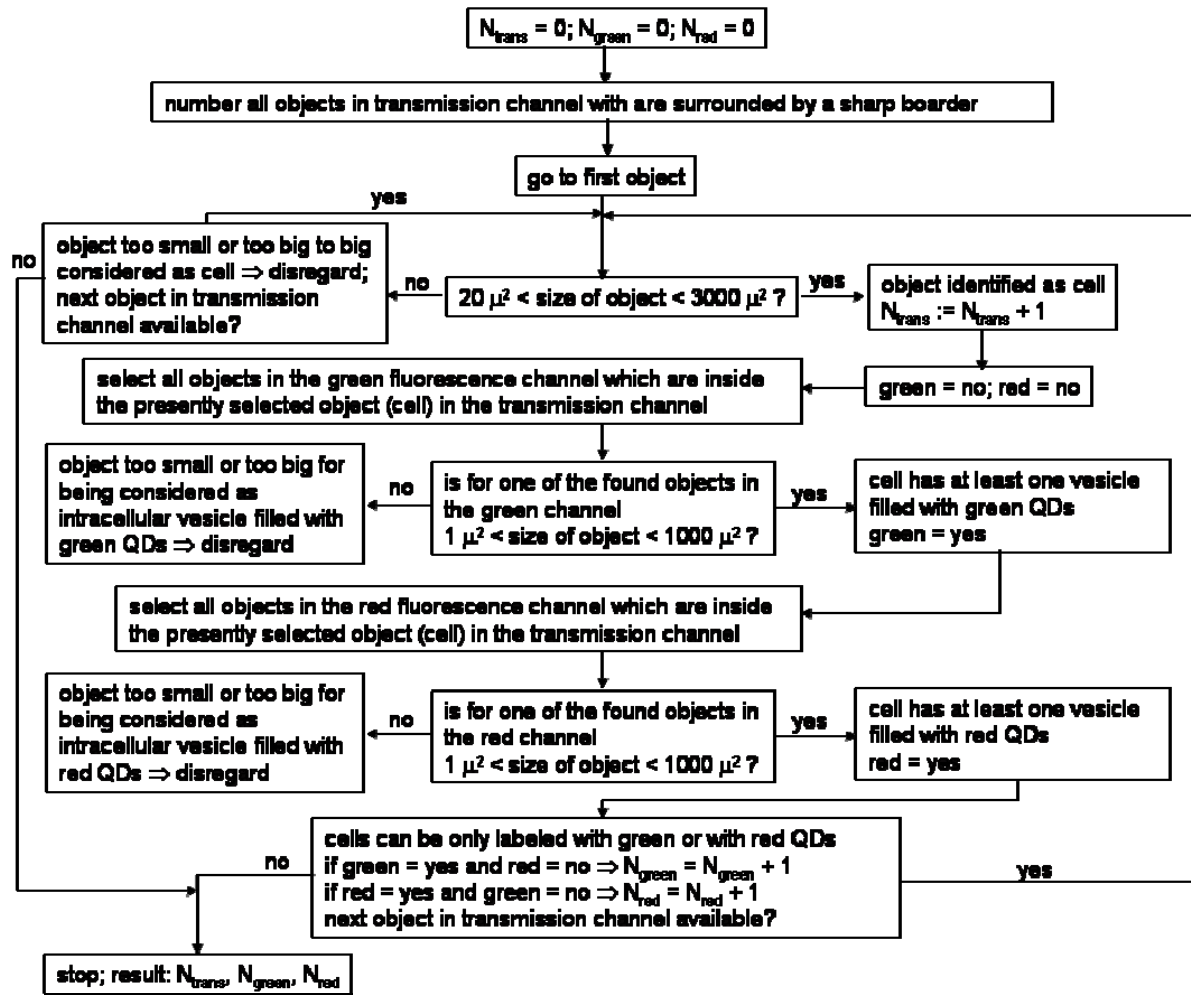 N_trans = 0; N_green = 0; N_red = 0
number all objects in transmission channel with are surrounded by a sharp boarder
go to first object
yes
no
object too small or too big to big
considered as cell ⇒ disregard;
next object in transmission
channel available?
no
20 μ² < size of object < 3000 μ² ?
yes
object identified as cell
N_trans := N_trans + 1
green = no; red = no
select all objects in the green fluorescence channel which are inside
the presently selected object (cell) in the transmission channel
object too small or too big for
being considered as
intracellular vesicle filled with
green QDs ⇒ disregard
no
is for one of the found objects in
the green channel
1 μ² < size of object < 1000 μ² ?
yes
cell has at least one vesicle
filled with green QDs
green = yes
select all objects in the red fluorescence channel which are inside
the presently selected object (cell) in the transmission channel
object too small or too big for
being considered as
intracellular vesicle filled with
red QDs ⇒ disregard
no
is for one of the found objects in
the red channel
1 μ² < size of object < 1000 μ² ?
yes
cell has at least one vesicle
filled with red QDs
red = yes
no
cells can be only labeled with green or with red QDs
if green = yes and red = no ⇒ N_green = N_green + 1
if red = yes and green = no ⇒ N_red = N_red + 1
next object in transmission channel available?
yes
stop; result: N_trans, N_green, N_red